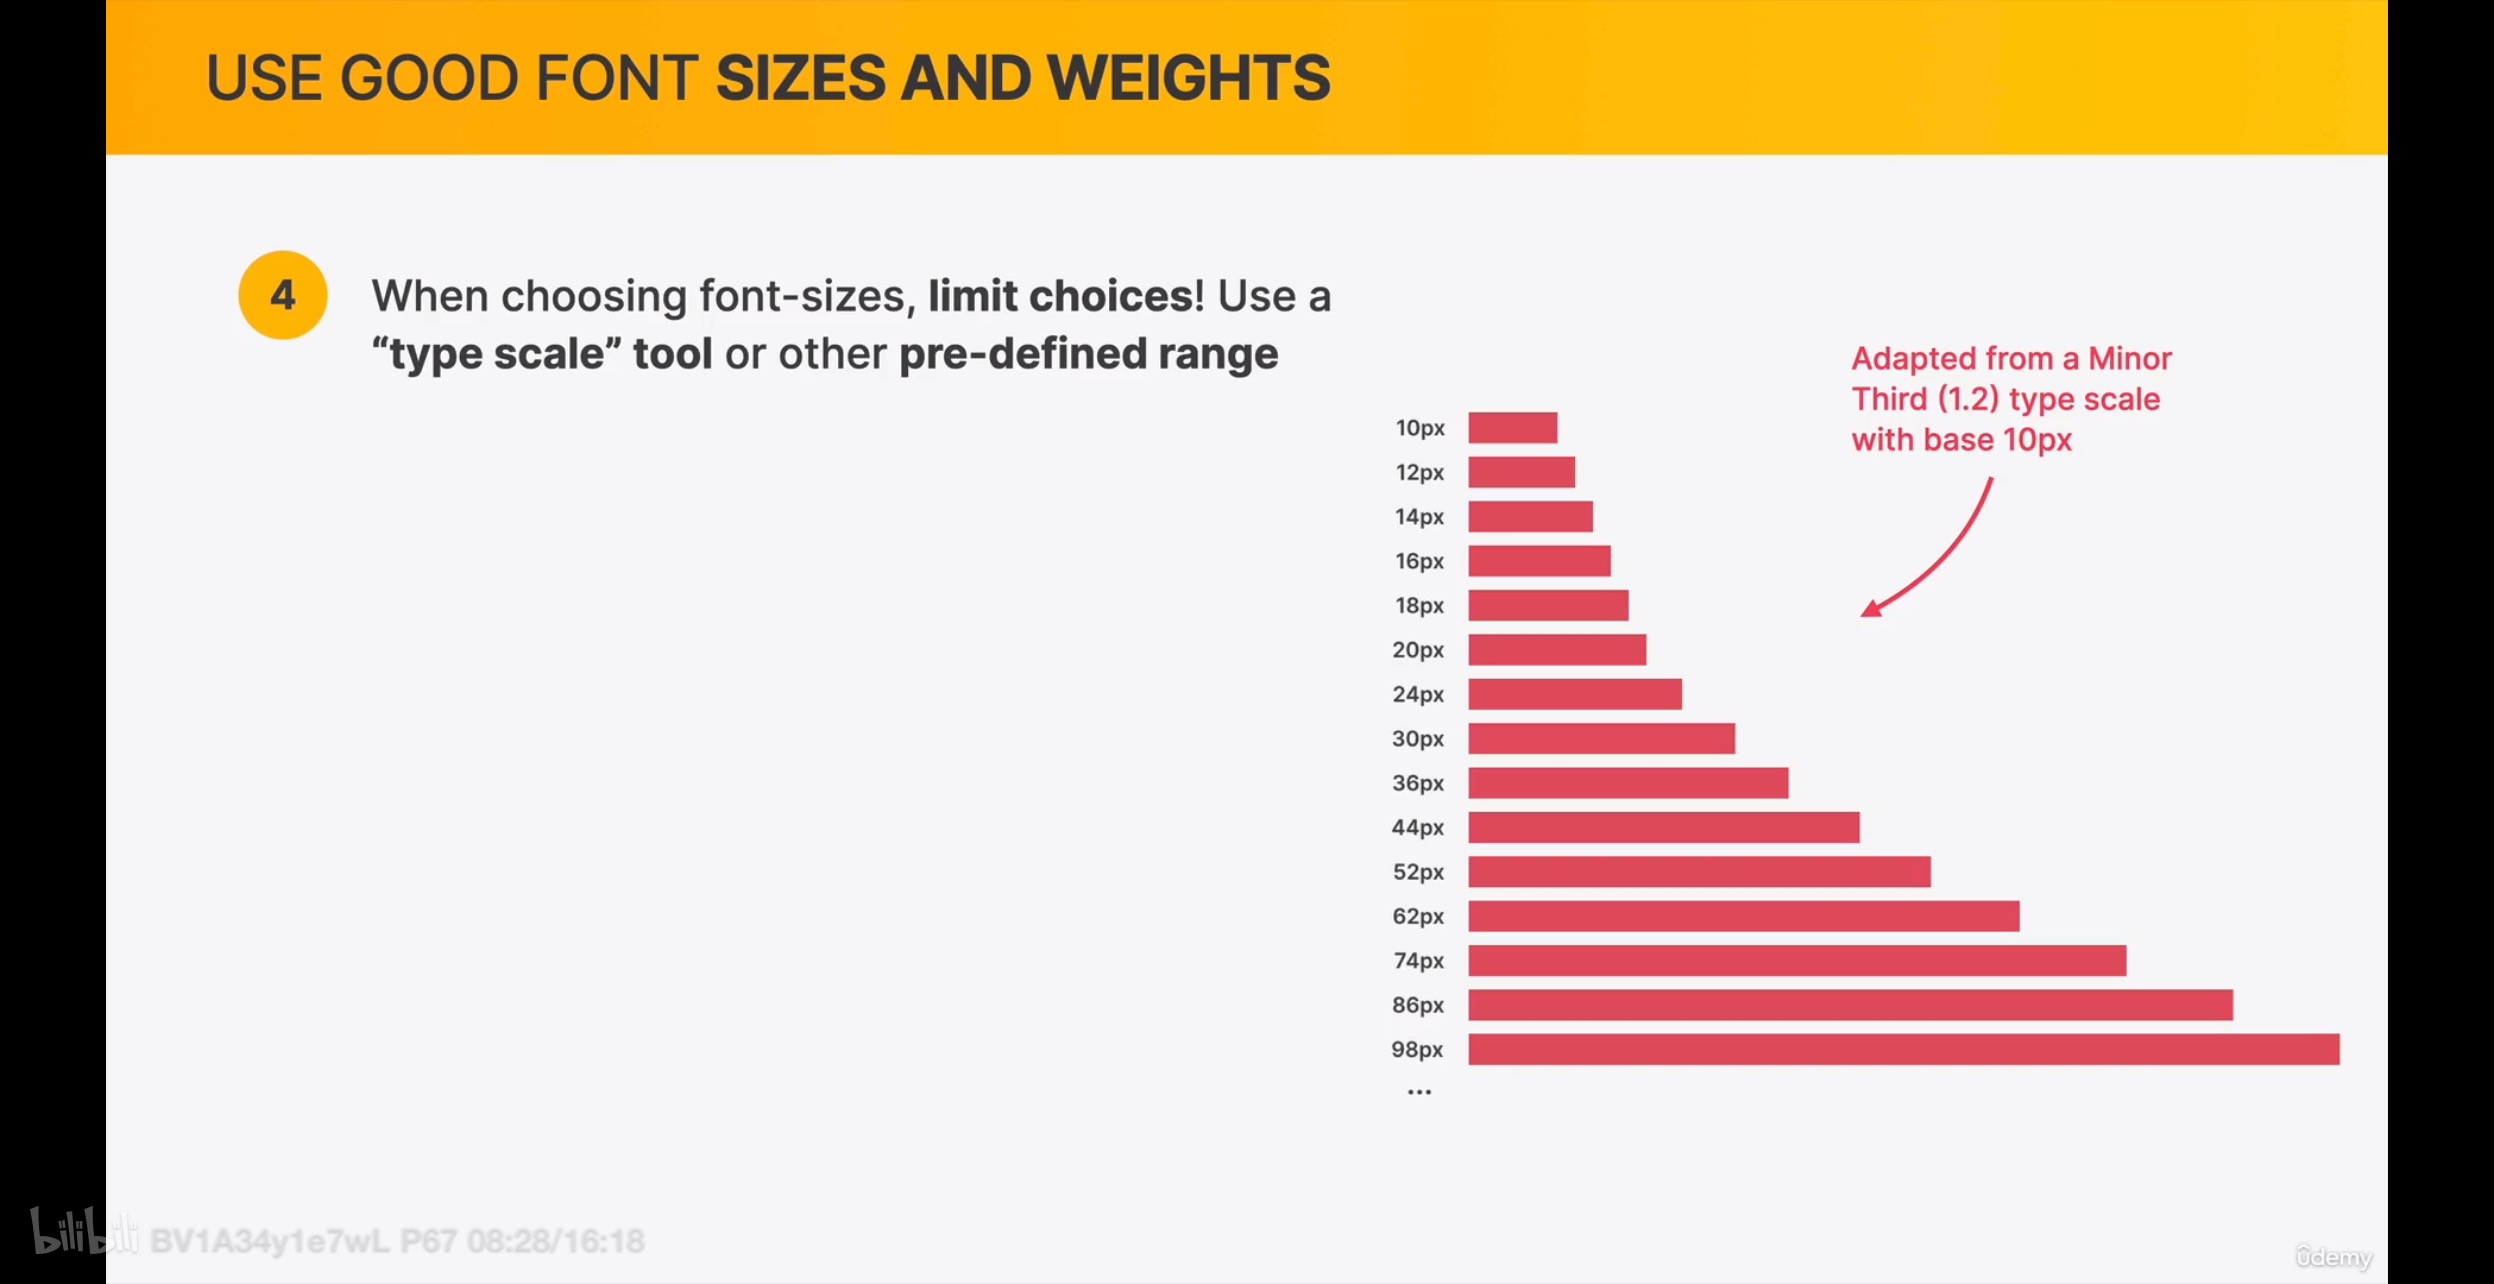 USE GOOD FONT SIZES AND WEIGHTS
4
When choosing font-sizes, limit choices! Use a
“type scale” tool or other pre-defined range
Adapted from a Minor
Third (1.2) type scale
with base 10px
10px
12px
14px
16px
18px
20px
24px
30px
36px
44px
52px
62px
74px
86px
98px
...
bilibili BV1A34y1e7wL P67 08:28/16:18
ûdemy